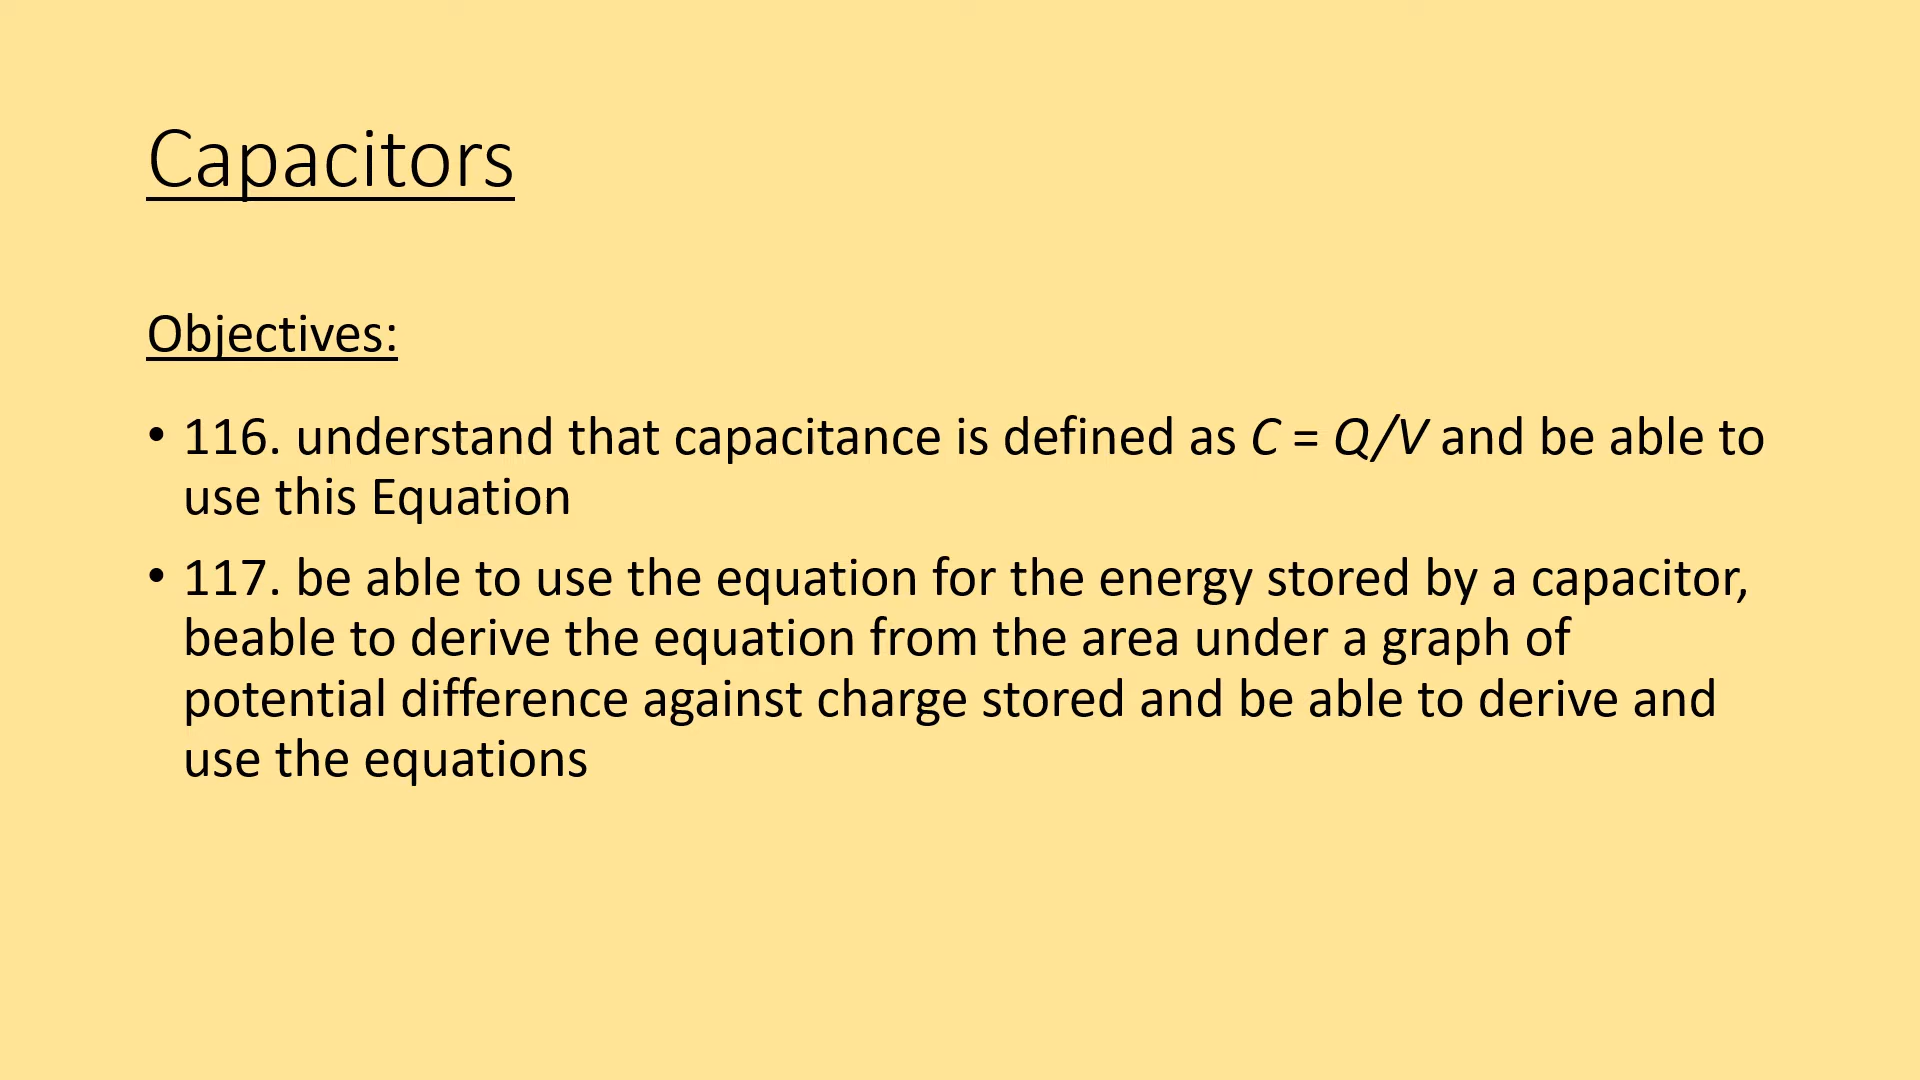 Capacitors
Objectives:
• 116. understand that capacitance is defined as C = Q/V and be able to
use this Equation
• 117. be able to use the equation for the energy stored by a capacitor,
beable to derive the equation from the area under a graph of
potential difference against charge stored and be able to derive and
use the equations